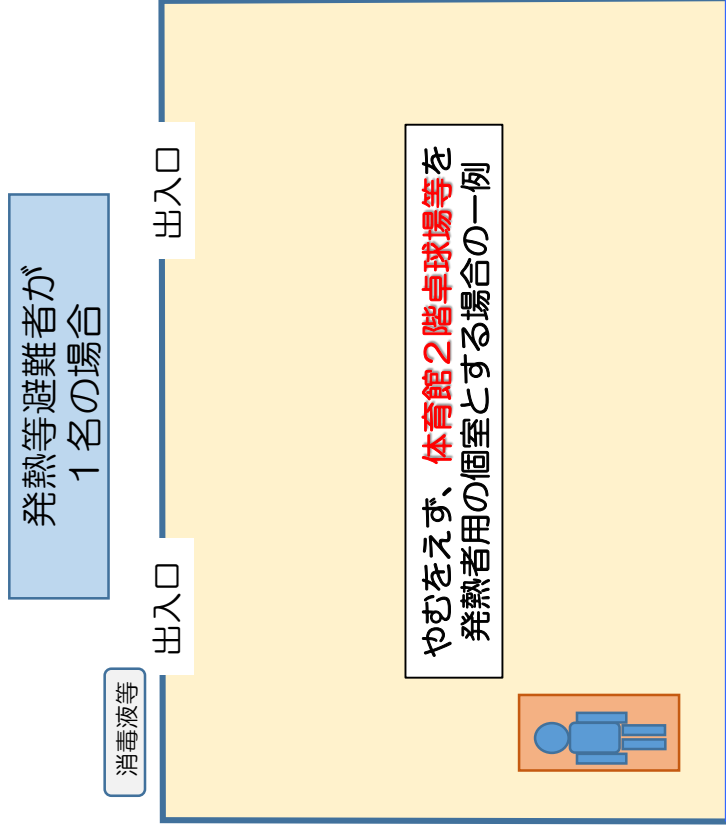 発熱等避難者が
１名の場合
消毒液等
出入口
出入口
やむをえず、体育館２階卓球場等を
発熱者用の個室とする場合の一例